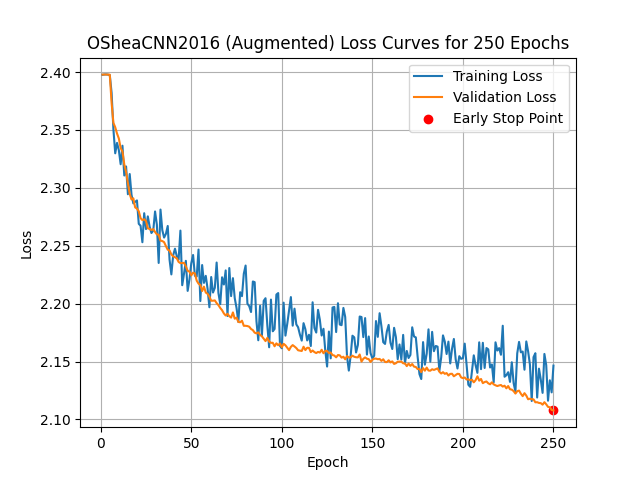 OSheaCNN2016 (Augmented) Loss Curves for 250 Epochs
Training Loss
Validation Loss
Early Stop Point
Loss
2.40
2.35
2.30
2.25
2.20
2.15
2.10
0 50 100 150 200 250
Epoch